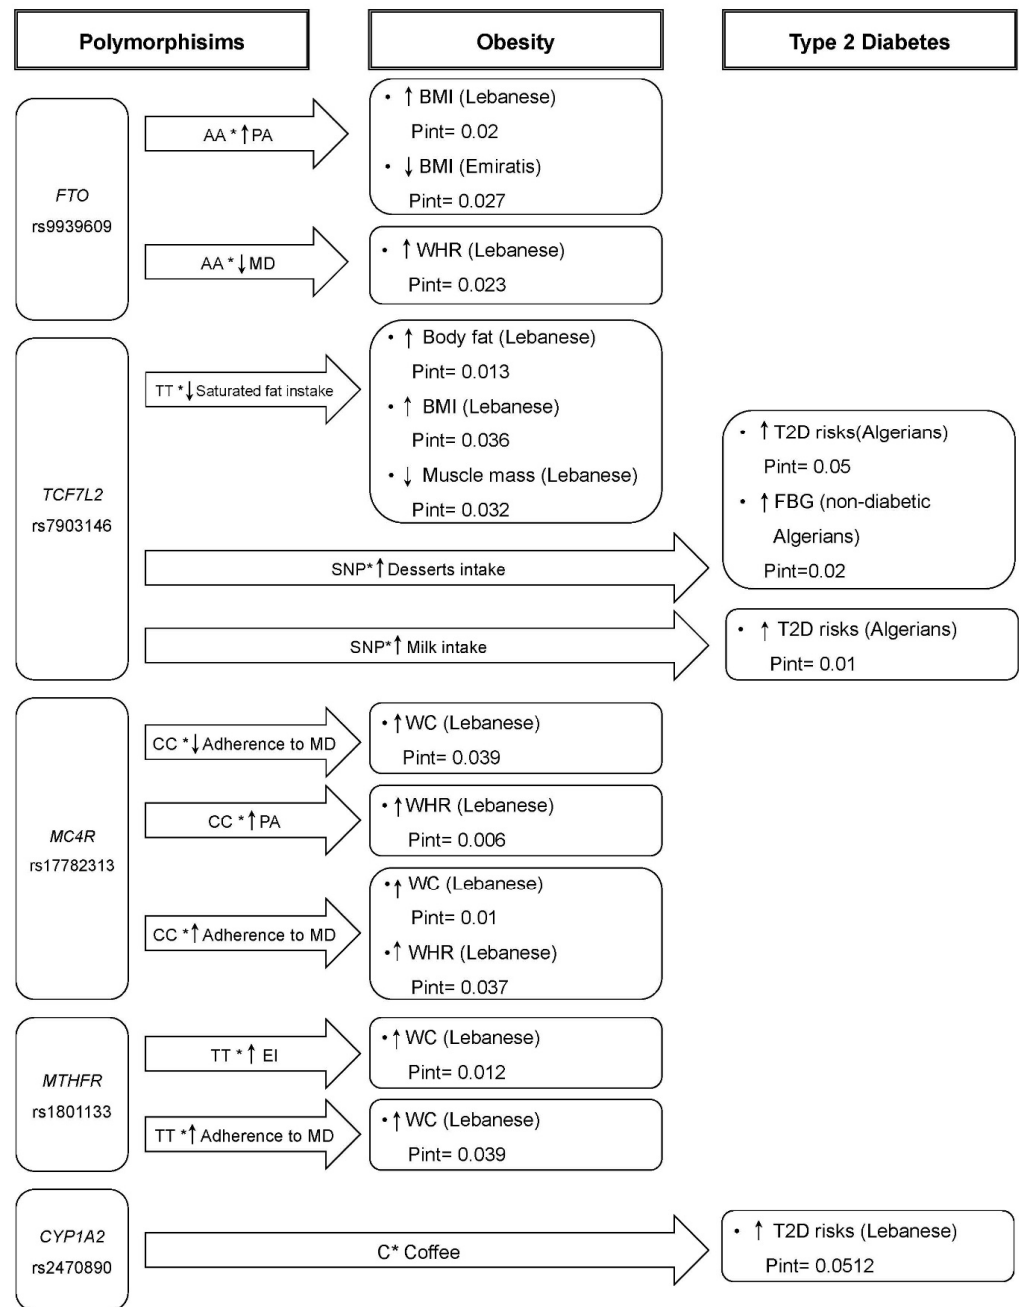 Polymorphisims
Obesity
Type 2 Diabetes
FTO
rs9939609
AA * ↑ PA
• ↑ BMI (Lebanese)
Pint= 0.02
• ↓ BMI (Emiratis)
Pint= 0.027
AA * ↓ MD
• ↑ WHR (Lebanese)
Pint= 0.023
TCF7L2
rs7903146
TT * ↓ Saturated fat instake
• ↑ Body fat (Lebanese)
Pint= 0.013
• ↑ BMI (Lebanese)
Pint= 0.036
• ↓ Muscle mass (Lebanese)
Pint= 0.032
SNP* ↑ Desserts intake
• ↑ T2D risks(Algerians)
Pint= 0.05
• ↑ FBG (non-diabetic
Algerians)
Pint=0.02
SNP* ↑ Milk intake
• ↑ T2D risks (Algerians)
Pint= 0.01
MC4R
rs17782313
CC * ↓ Adherence to MD
• ↑ WC (Lebanese)
Pint= 0.039
CC * ↑ PA
• ↑ WHR (Lebanese)
Pint= 0.006
CC * ↑ Adherence to MD
• ↑ WC (Lebanese)
Pint= 0.01
• ↑ WHR (Lebanese)
Pint= 0.037
MTHFR
rs1801133
TT * ↑ EI
• ↑ WC (Lebanese)
Pint= 0.012
TT * ↑ Adherence to MD
• ↑ WC (Lebanese)
Pint= 0.039
CYP1A2
rs2470890
C* Coffee
• ↑ T2D risks (Lebanese)
Pint= 0.0512